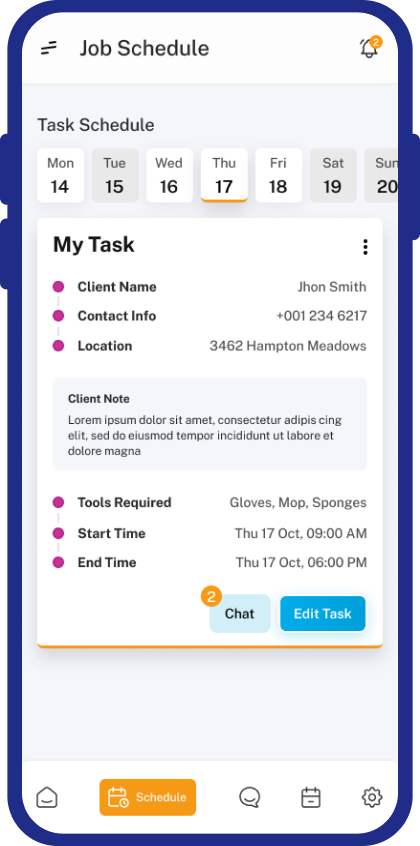 Job Schedule
2
Task Schedule
Mon Tue Wed Thu Fri Sat Sun
14 15 16 17 18 19 20
My Task
Client Name Jhon Smith
Contact Info +001 234 6217
Location 3462 Hampton Meadows
Client Note
Lorem ipsum dolor sit amet, consectetur adipis cing
elit, sed do eiusmod tempor incididunt ut labore et
dolore magna
Tools Required Gloves, Mop, Sponges
Start Time Thu 17 Oct, 09:00 AM
End Time Thu 17 Oct, 06:00 PM
2
Chat Edit Task
Schedule